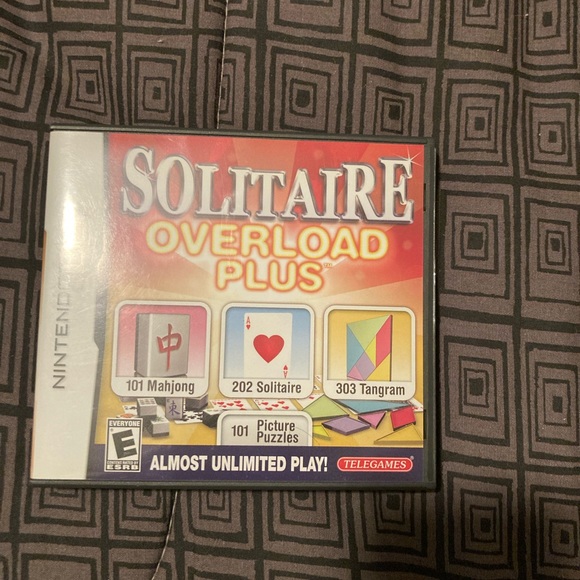 NINTENDO
SOLITAIRE
OVERLOAD
PLUS
中
A
101 Mahjong
202 Solitaire
303 Tangram
101 Picture
Puzzles
EVERYONE
E
ESRB
ALMOST UNLIMITED PLAY!
TELEGAMES